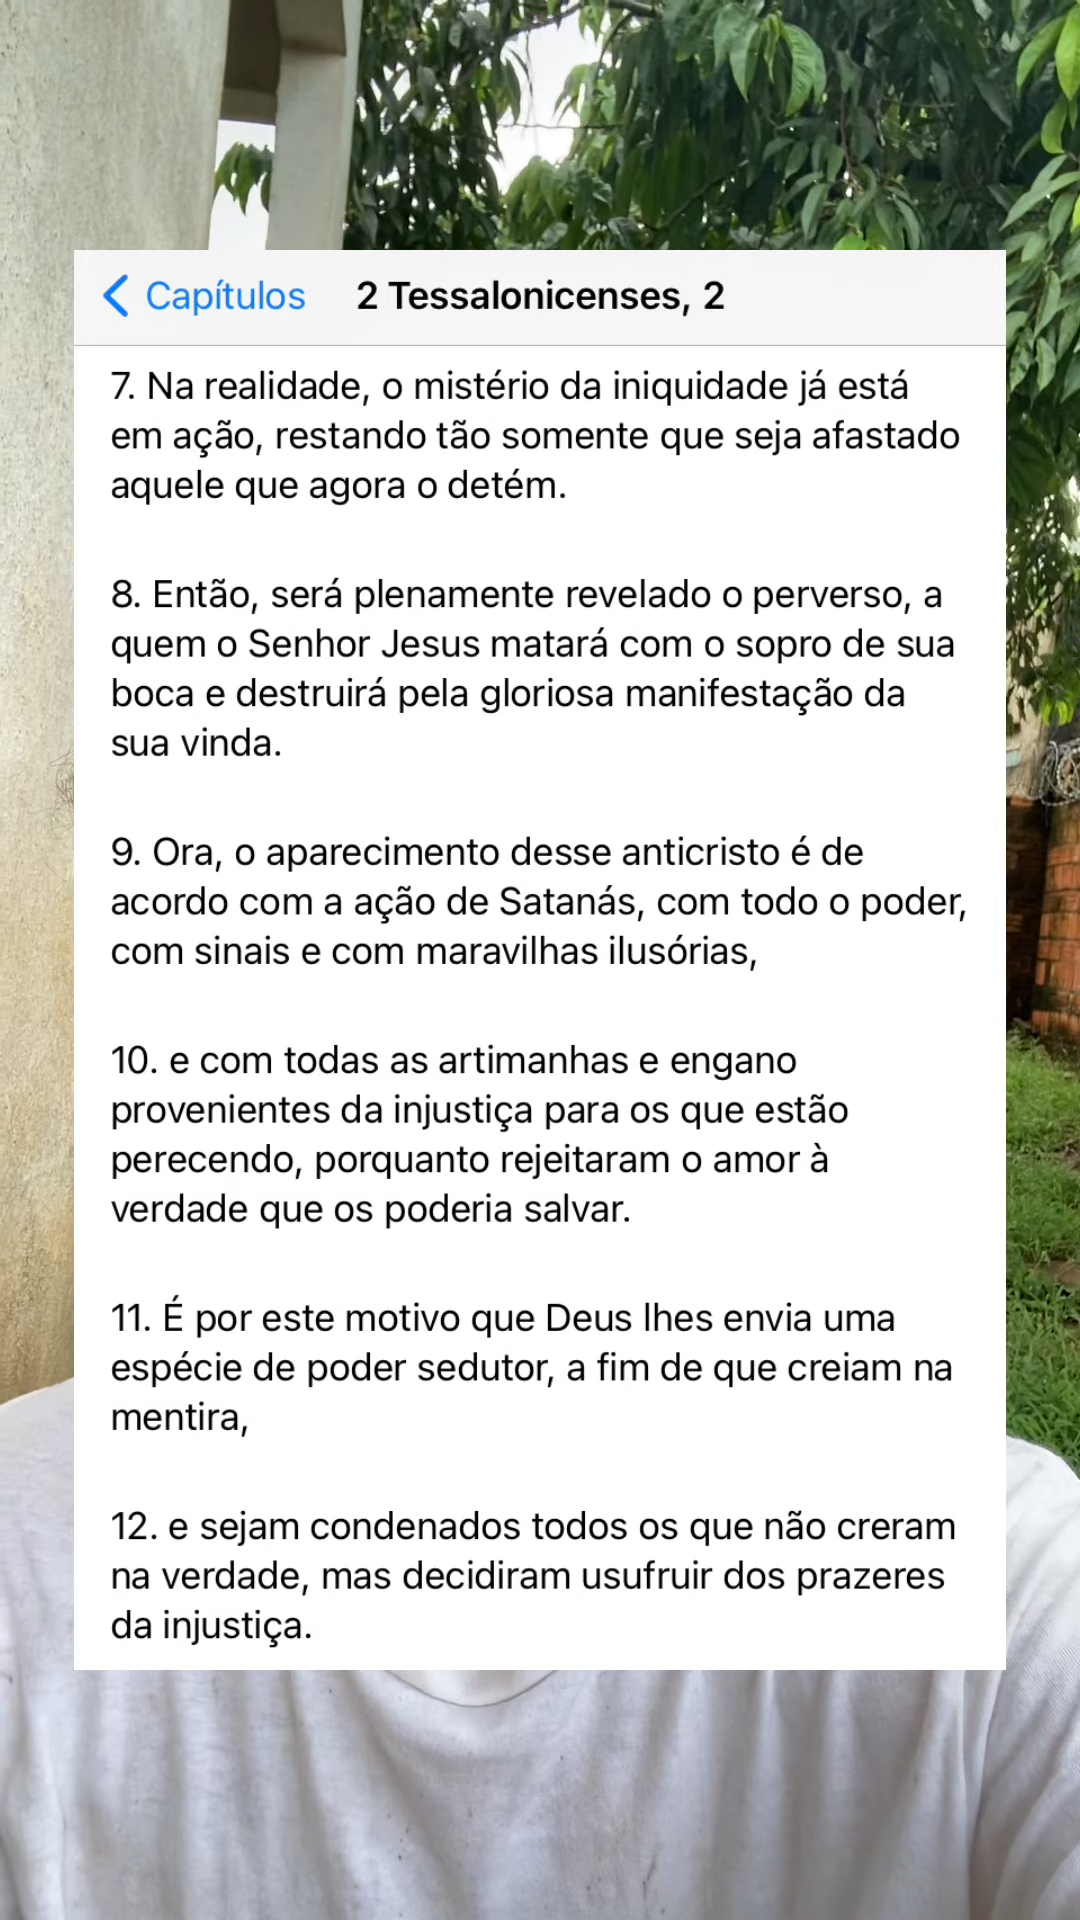 Capítulos 2 Tessalonicenses, 2
7. Na realidade, o mistério da iniquidade já está
em ação, restando tão somente que seja afastado
aquele que agora o detém.
8. Então, será plenamente revelado o perverso, a
quem o Senhor Jesus matará com o sopro de sua
boca e destruirá pela gloriosa manifestação da
sua vinda.
9. Ora, o aparecimento desse anticristo é de
acordo com a ação de Satanás, com todo o poder,
com sinais e com maravilhas ilusórias,
10. e com todas as artimanhas e engano
provenientes da injustiça para os que estão
perecendo, porquanto rejeitaram o amor à
verdade que os poderia salvar.
11. É por este motivo que Deus lhes envia uma
espécie de poder sedutor, a fim de que creiam na
mentira,
12. e sejam condenados todos os que não creram
na verdade, mas decidiram usufruir dos prazeres
da injustiça.